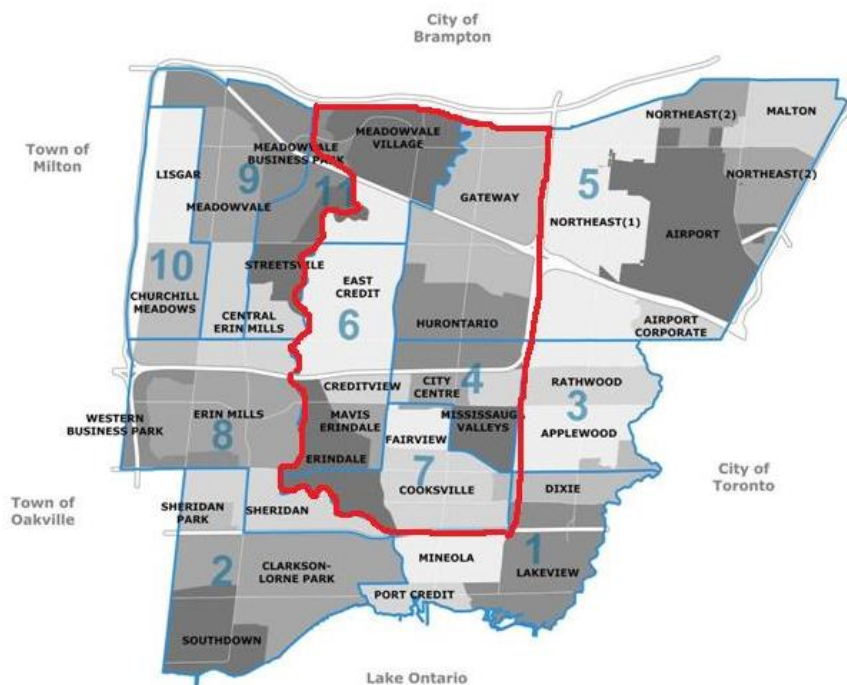 City of
Brampton
Town of
Milton
NORTHEAST(2)
MALTON
MEADOWVALE
VILLAGE
MEADOWVALE
BUSINESS PARK
LISGAR
9
11
GATEWAY
5
NORTHEAST(2)
MEADOWVALE
NORTHEAST(1)
AIRPORT
10
STREETSVILE
EAST
CREDIT
CHURCHILL
MEADOWS
CENTRAL
ERIN MILLS
6
HURONTARIO
AIRPORT
CORPORATE
CREDITVIEW
CITY
CENTRE
4
RATHWOOD
3
ERIN MILLS
WESTERN
BUSINESS PARK
8
MAVIS
ERINDALE
FAIRVIEW
MISSISSAUGA
VALLEYS
APPLEWOOD
ERINDALE
7
City of
Toronto
Town of
Oakville
COOKSVILLE
DIXIE
SHERIDAN
PARK
SHERIDAN
1
MINEOLA
LAKEVIEW
2
CLARKSON-
LORNE PARK
PORT CREDIT
SOUTHDOWN
Lake Ontario